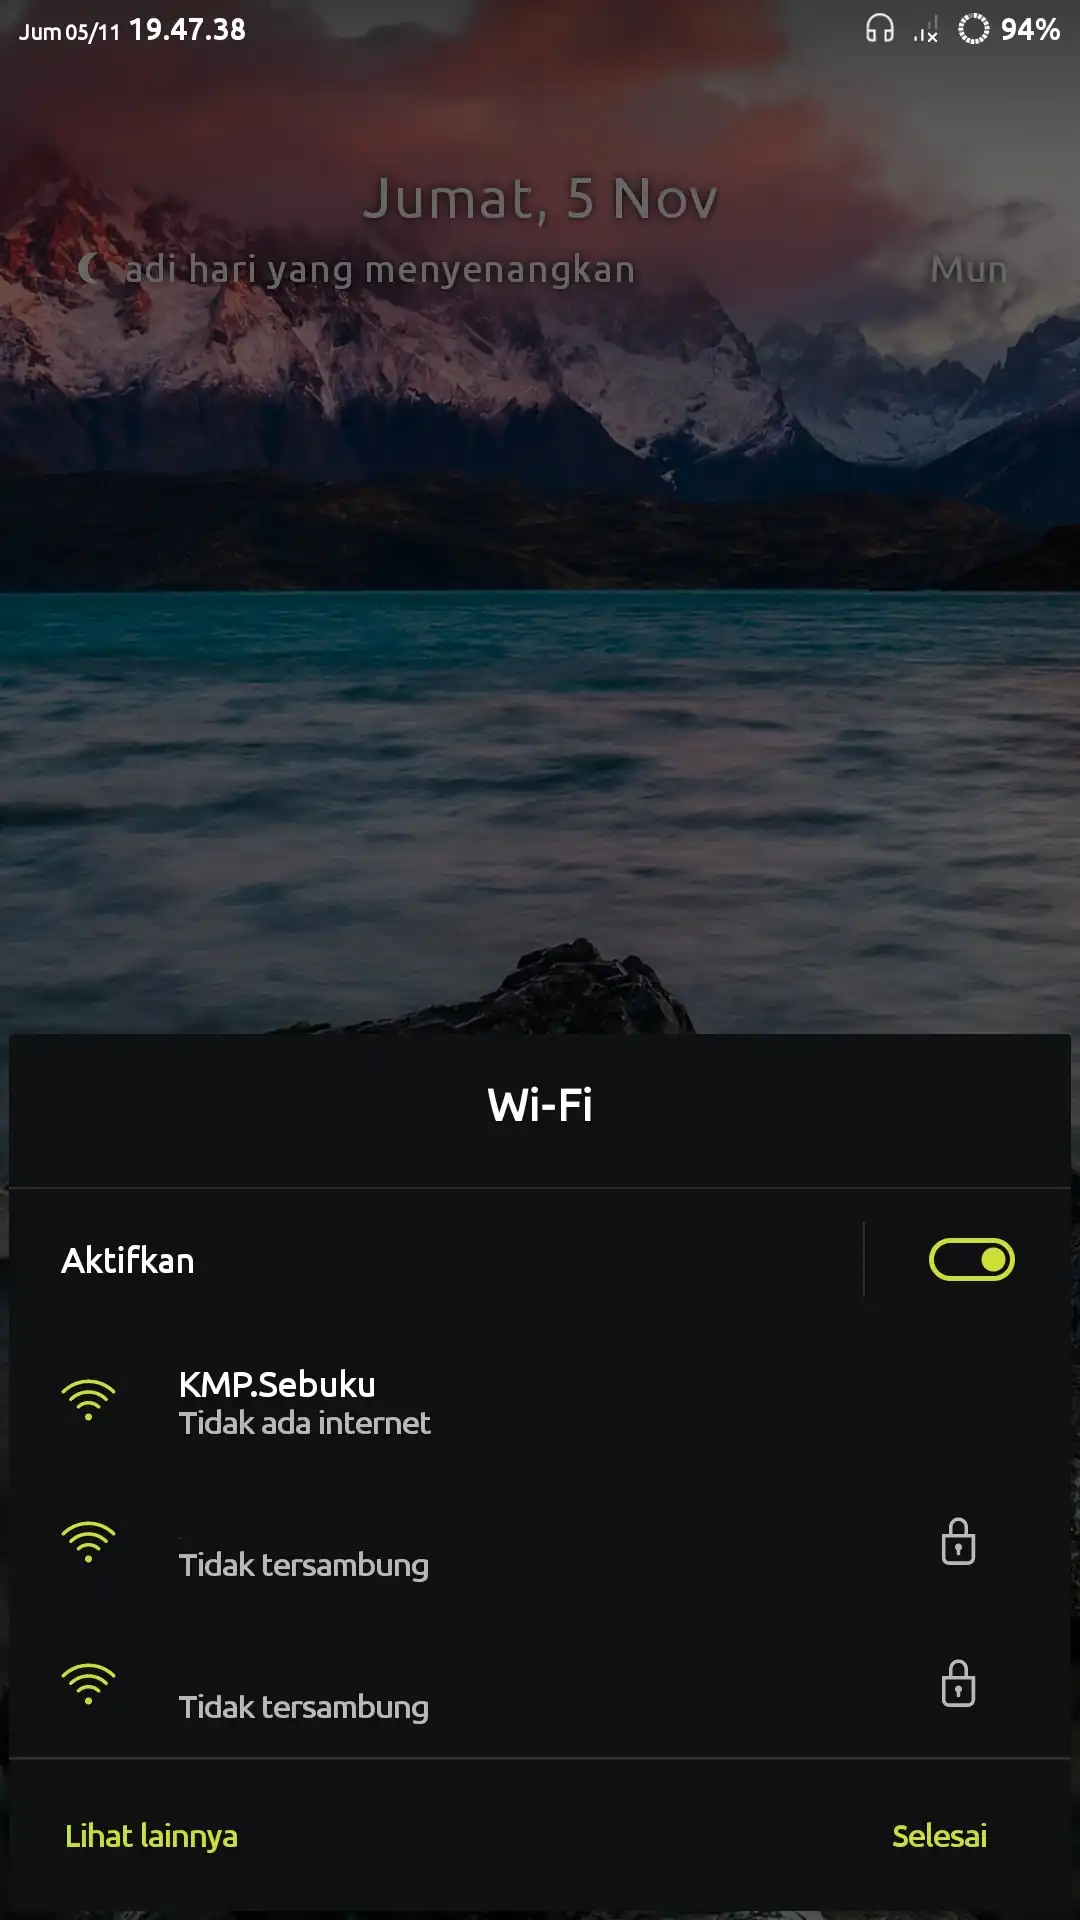 Jum 05/11 19.47.38 94%
Jumat, 5 Nov
adi hari yang menyenangkan Mun
Wi-Fi
Aktifkan
KMP.Sebuku
Tidak ada internet
Tidak tersambung
Tidak tersambung
Lihat lainnya Selesai